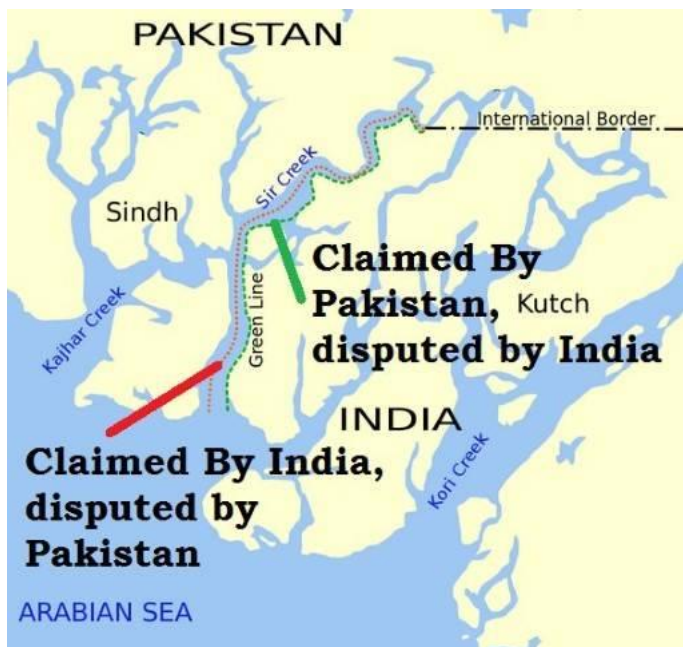 PAKISTAN
International Border
Sir Creek
Sindh
Claimed By
Pakistan,
disputed by India
Kutch
Green Line
Kajhar Creek
INDIA
Claimed By India,
disputed by
Pakistan
Kori Creek
ARABIAN SEA